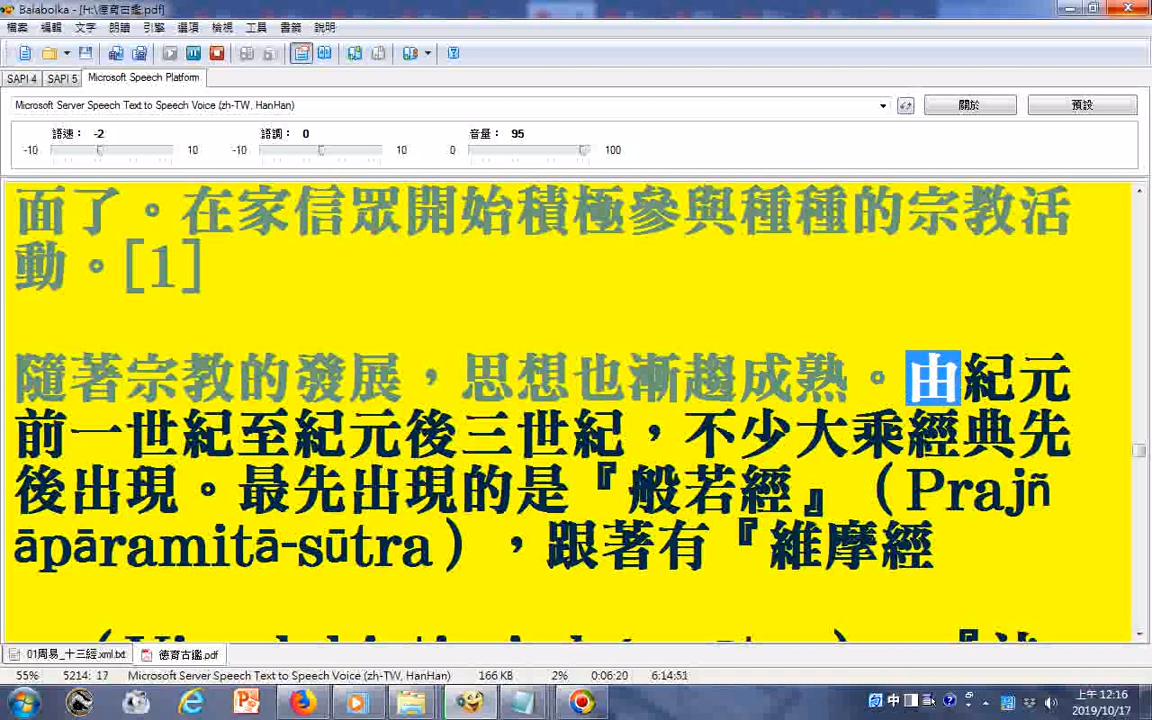 Balabolka - [H:\德育古鑑.pdf]
檔案 編輯 文字 朗讀 引擎 選項 檢視 工具 書籤 說明
SAPI 4 SAPI 5 Microsoft Speech Platform
Microsoft Server Speech Text to Speech Voice (zh-TW, HanHan) 關於 預設
語速： -2 語調： 0 音量： 95
-10 10 -10 10 0 100
面了。在家信眾開始積極參與種種的宗教活
動。[1]
隨著宗教的發展，思想也漸趨成熟。由紀元
前一世紀至紀元後三世紀，不少大乘經典先
後出現。最先出現的是『般若經』（Prajñ
āpāramitā-sūtra），跟著有『維摩經
01周易_十三經.xml.txt 德育古鑑.pdf
55% 5214: 17 Microsoft Server Speech Text to Speech Voice (zh-TW, HanHan) 166 KB 2% 0:06:20 6:14:51
中 上午 12:16
2019/10/17